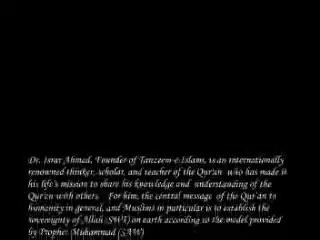 Dr. Israr Ahmed, Founder of Tanzeem-e-Islami, is an internationally
renowned thinker, scholar, and teacher of the Qur'an who has made it
his life's mission to share his knowledge and understanding of the
Qur'an with others. For him, the central message of the Qur'an to
humanity in general, and Muslims in particular is to establish the
sovereignty of Allah (SWT) on earth according to the model provided
by Prophet Muhammad (SAW)